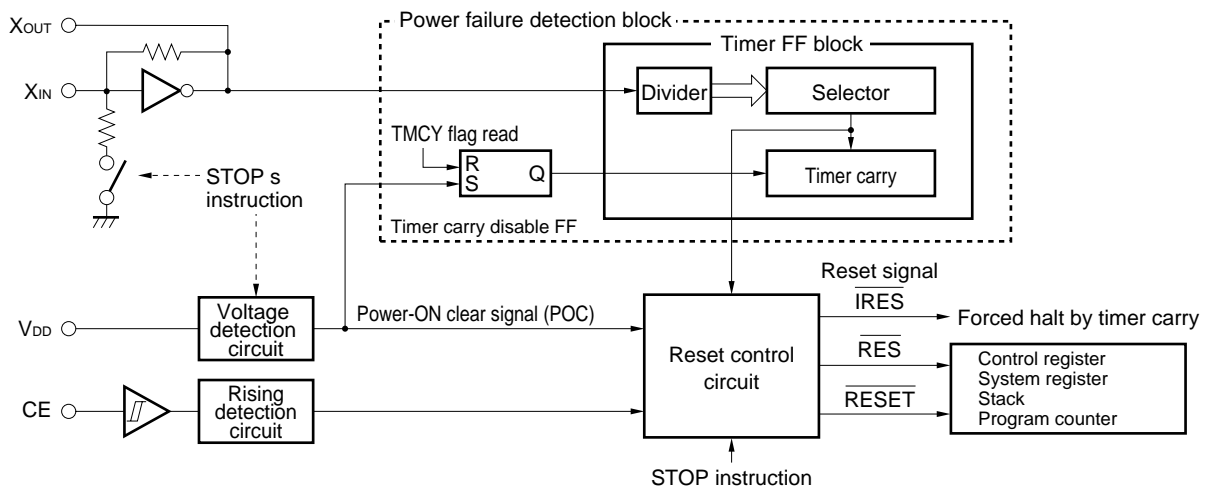 XOUT
XIN
Power failure detection block
Timer FF block
Divider
Selector
TMCY flag read
R
S
Q
Timer carry
STOP s
instruction
Timer carry disable FF
VDD
Voltage
detection
circuit
Power-ON clear signal (POC)
CE
Rising
detection
circuit
Reset control
circuit
Reset signal
IRES
Forced halt by timer carry
RES
RESET
Control register
System register
Stack
Program counter
STOP instruction